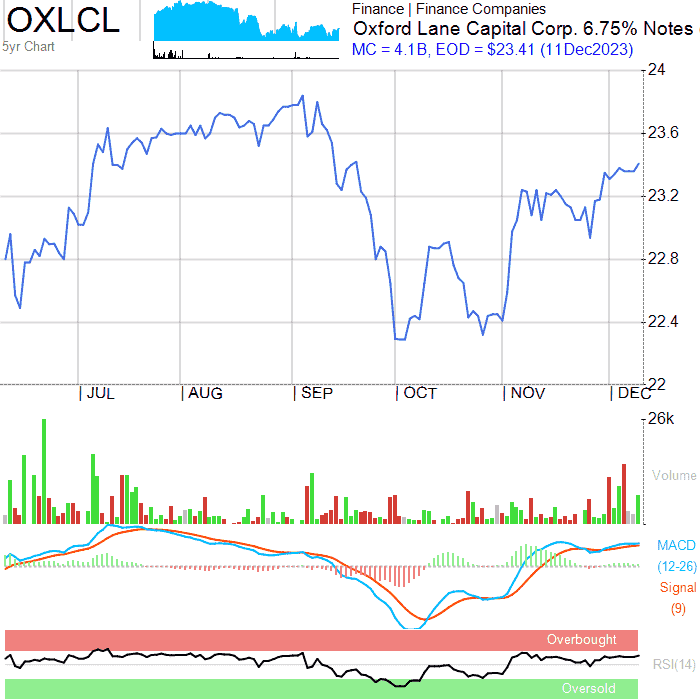 OXLCL
5yr Chart
Finance | Finance Companies
Oxford Lane Capital Corp. 6.75% Notes
MC = 4.1B, EOD = $23.41 (11Dec2023)
24
23.6
23.2
22.8
22.4
22
JUL
AUG
SEP
OCT
NOV
DEC
26k
Volume
MACD
(12-26)
Signal
(9)
Overbought
RSI(14)
Oversold